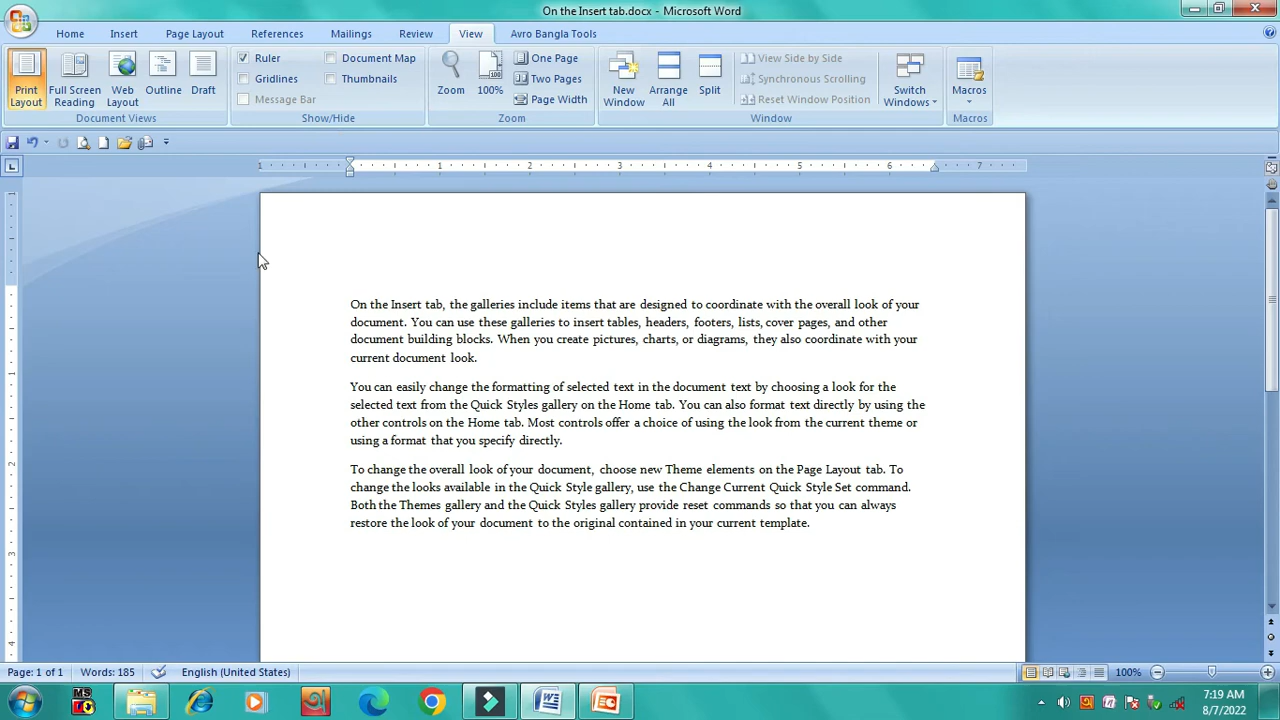 On the Insert tab.docx - Microsoft Word
Home Insert Page Layout References Mailings Review View Avro Bangla Tools
Print Layout
Full Screen Reading
Web Layout
Outline
Draft
Document Views
Ruler
Gridlines
Message Bar
Document Map
Thumbnails
Show/Hide
Zoom
100%
One Page
Two Pages
Page Width
Zoom
New Window
Arrange All
Split
View Side by Side
Synchronous Scrolling
Reset Window Position
Window
Switch Windows
Macros
Macros
1 1 2 3 4 5 6 7
On the Insert tab, the galleries include items that are designed to coordinate with the overall look of your
document. You can use these galleries to insert tables, headers, footers, lists, cover pages, and other
document building blocks. When you create pictures, charts, or diagrams, they also coordinate with your
current document look.
You can easily change the formatting of selected text in the document text by choosing a look for the
selected text from the Quick Styles gallery on the Home tab. You can also format text directly by using the
other controls on the Home tab. Most controls offer a choice of using the look from the current theme or
using a format that you specify directly.
To change the overall look of your document, choose new Theme elements on the Page Layout tab. To
change the looks available in the Quick Style gallery, use the Change Current Quick Style Set command.
Both the Themes gallery and the Quick Styles gallery provide reset commands so that you can always
restore the look of your document to the original contained in your current template.
Page: 1 of 1 Words: 185 English (United States) 100%
7:19 AM
8/7/2022